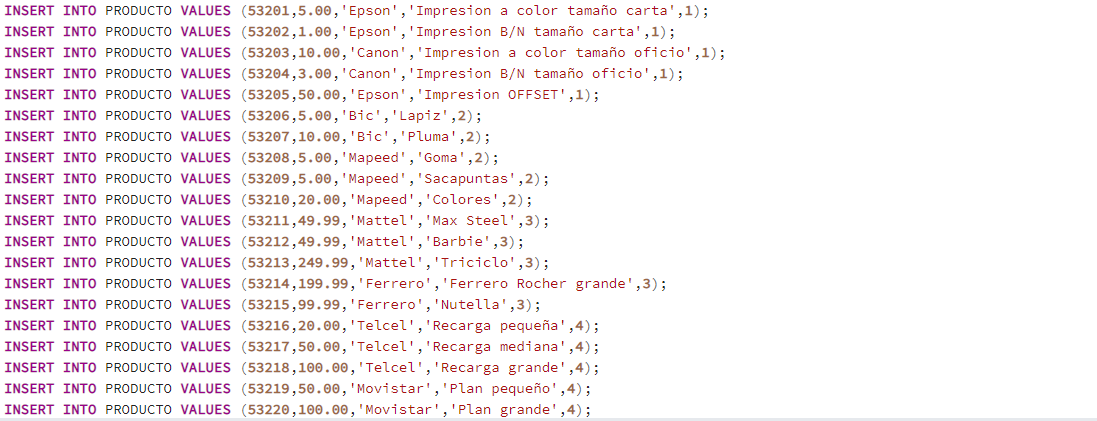 INSERT INTO PRODUCTO VALUES (53201,5.00,'Epson','Impresion a color tamaño carta',1);
INSERT INTO PRODUCTO VALUES (53202,1.00,'Epson','Impresion B/N tamaño carta',1);
INSERT INTO PRODUCTO VALUES (53203,10.00,'Canon','Impresion a color tamaño oficio',1);
INSERT INTO PRODUCTO VALUES (53204,3.00,'Canon','Impresion B/N tamaño oficio',1);
INSERT INTO PRODUCTO VALUES (53205,50.00,'Epson','Impresion OFFSET',1);
INSERT INTO PRODUCTO VALUES (53206,5.00,'Bic','Lapiz',2);
INSERT INTO PRODUCTO VALUES (53207,10.00,'Bic','Pluma',2);
INSERT INTO PRODUCTO VALUES (53208,5.00,'Mapeed','Goma',2);
INSERT INTO PRODUCTO VALUES (53209,5.00,'Mapeed','Sacapuntas',2);
INSERT INTO PRODUCTO VALUES (53210,20.00,'Mapeed','Colores',2);
INSERT INTO PRODUCTO VALUES (53211,49.99,'Mattel','Max Steel',3);
INSERT INTO PRODUCTO VALUES (53212,49.99,'Mattel','Barbie',3);
INSERT INTO PRODUCTO VALUES (53213,249.99,'Mattel','Triciclo',3);
INSERT INTO PRODUCTO VALUES (53214,199.99,'Ferrero','Ferrero Rocher grande',3);
INSERT INTO PRODUCTO VALUES (53215,99.99,'Ferrero','Nutella',3);
INSERT INTO PRODUCTO VALUES (53216,20.00,'Telcel','Recarga pequeña',4);
INSERT INTO PRODUCTO VALUES (53217,50.00,'Telcel','Recarga mediana',4);
INSERT INTO PRODUCTO VALUES (53218,100.00,'Telcel','Recarga grande',4);
INSERT INTO PRODUCTO VALUES (53219,50.00,'Movistar','Plan pequeño',4);
INSERT INTO PRODUCTO VALUES (53220,100.00,'Movistar','Plan grande',4);